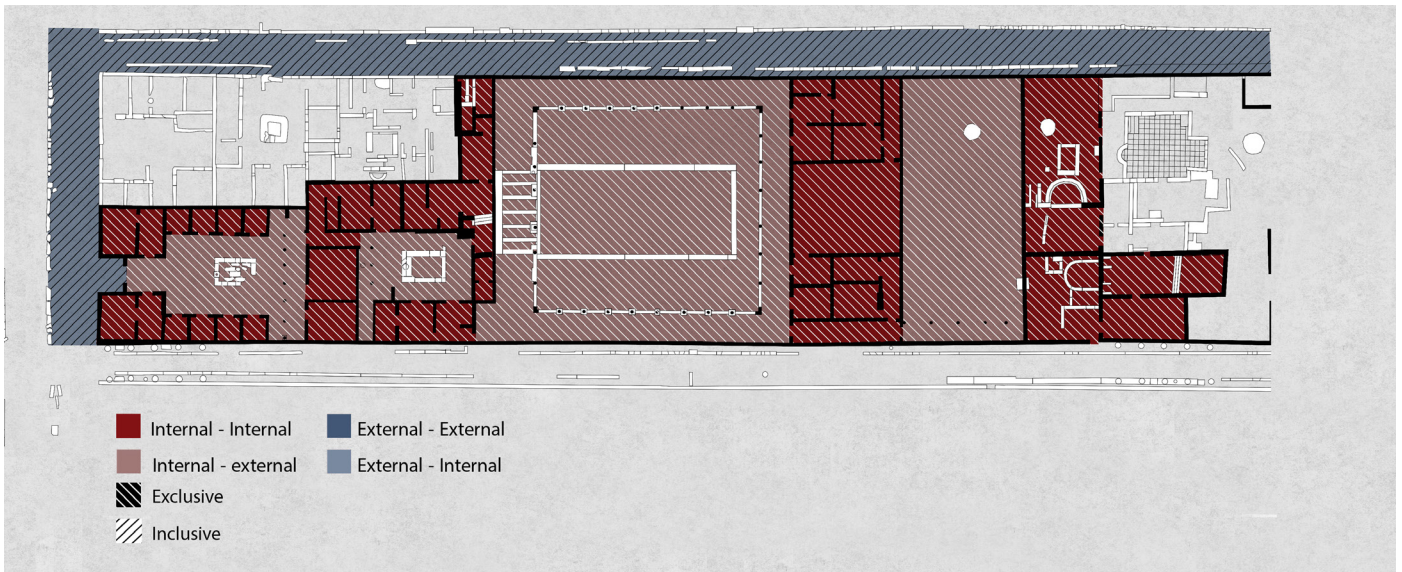 Internal - Internal
External - External
Internal - external
External - Internal
Exclusive
Inclusive